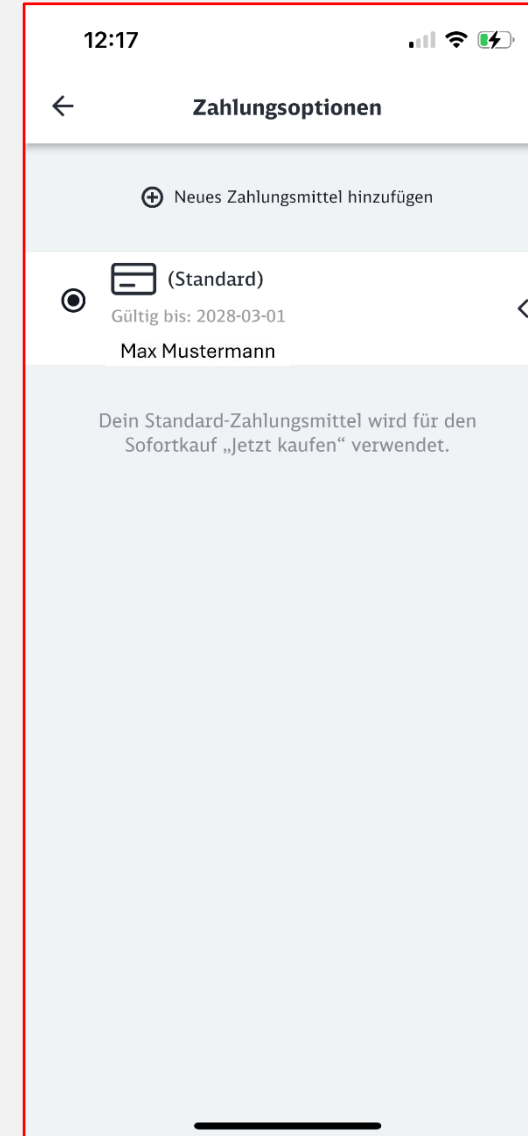 12:17
Zahlungsoptionen
Neues Zahlungsmittel hinzufügen
(Standard)
Gültig bis: 2028-03-01
Max Mustermann
Dein Standard-Zahlungsmittel wird für den
Sofortkauf „Jetzt kaufen“ verwendet.